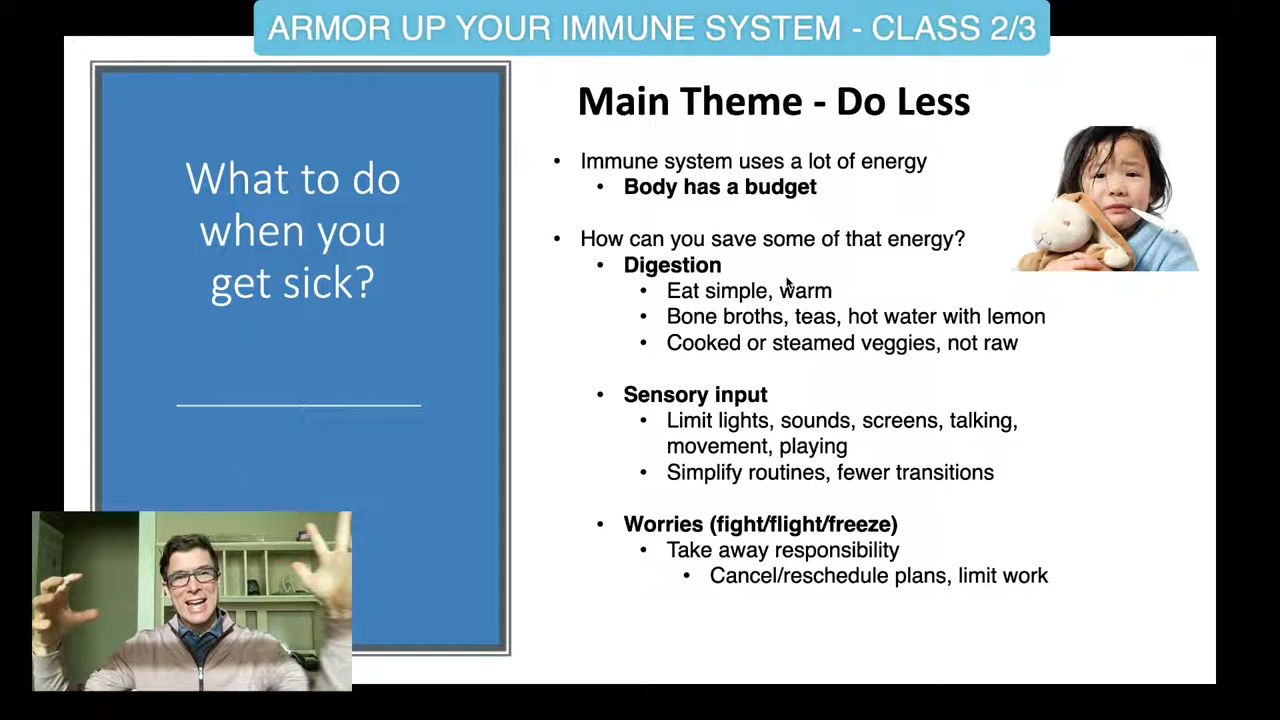 ARMOR UP YOUR IMMUNE SYSTEM - CLASS 2/3
What to do
when you
get sick?
Main Theme - Do Less
• Immune system uses a lot of energy
• Body has a budget
• How can you save some of that energy?
• Digestion
• Eat simple, warm
• Bone broths, teas, hot water with lemon
• Cooked or steamed veggies, not raw
• Sensory input
• Limit lights, sounds, screens, talking,
movement, playing
• Simplify routines, fewer transitions
• Worries (fight/flight/freeze)
• Take away responsibility
• Cancel/reschedule plans, limit work